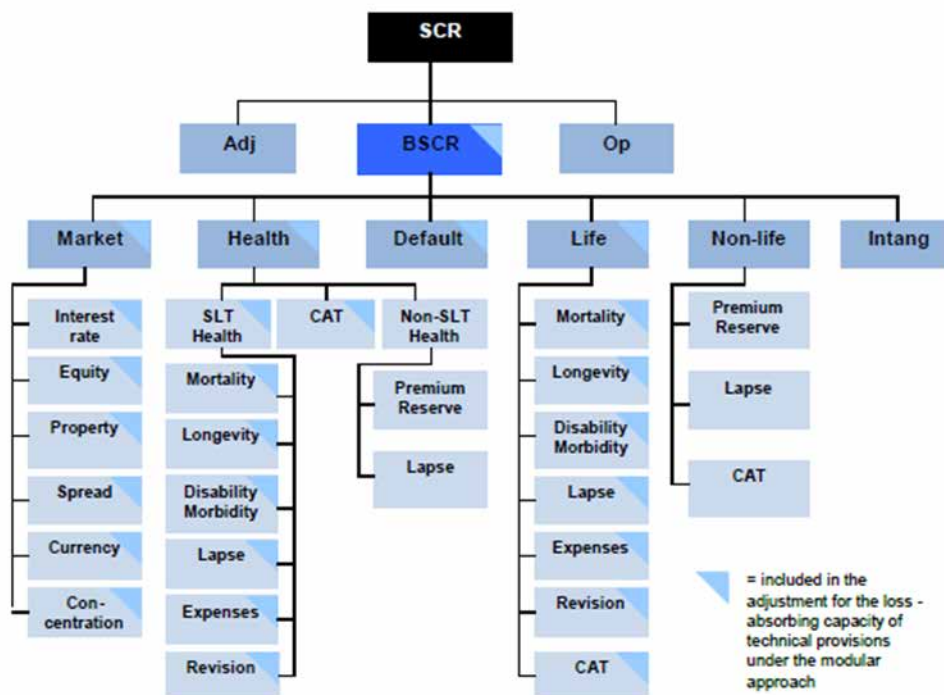 SCR
Adj
BSCR
Op
Market
Health
Default
Life
Non-life
Intang
Interest
rate
Equity
Property
Spread
Currency
Con-
centration
SLT
Health
Mortality
Longevity
Disability
Morbidity
Lapse
Expenses
Revision
CAT
Non-SLT
Health
Premium
Reserve
Lapse
Mortality
Longevity
Disability
Morbidity
Lapse
Expenses
Revision
CAT
Premium
Reserve
Lapse
CAT
= included in the
adjustment for the loss -
absorbing capacity of
technical provisions
under the modular
approach